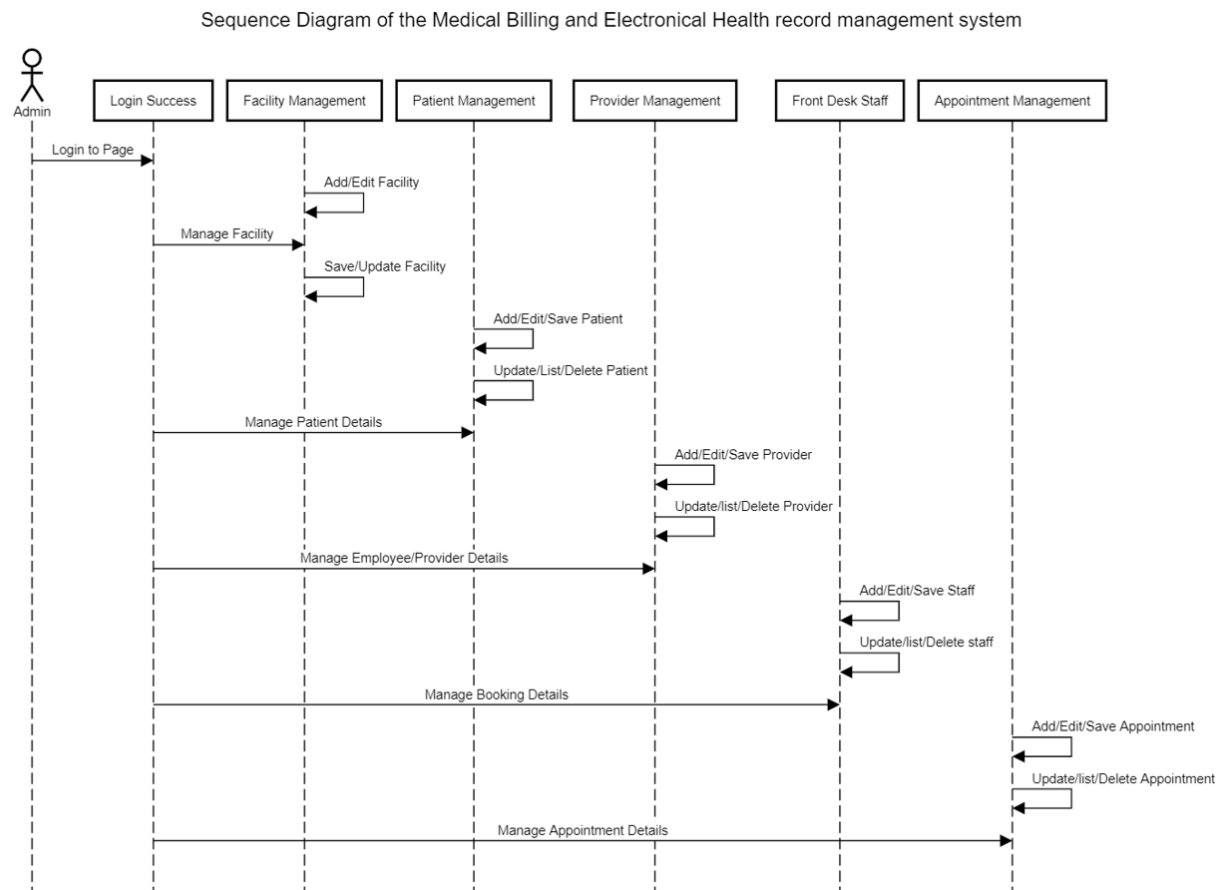 Sequence Diagram of the Medical Billing and Electronical Health record management system
Admin
Login Success
Facility Management
Patient Management
Provider Management
Front Desk Staff
Appointment Management
Login to Page
Add/Edit Facility
Manage Facility
Save/Update Facility
Add/Edit/Save Patient
Update/List/Delete Patient
Manage Patient Details
Add/Edit/Save Provider
Update/list/Delete Provider
Manage Employee/Provider Details
Add/Edit/Save Staff
Update/list/Delete staff
Manage Booking Details
Add/Edit/Save Appointment
Update/list/Delete Appointment
Manage Appointment Details